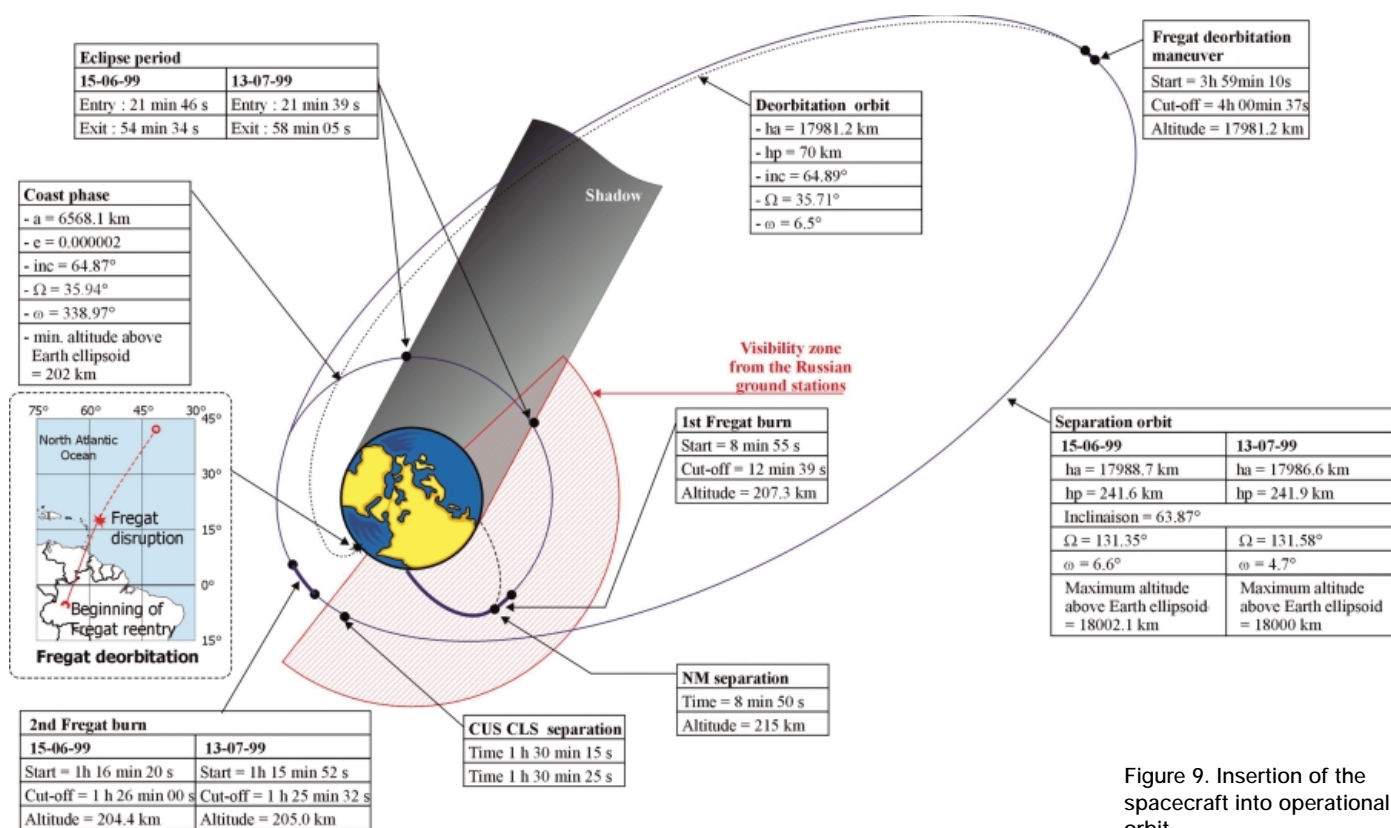 Eclipse period
15-06-99 13-07-99
Entry : 21 min 46 s Entry : 21 min 39 s
Exit : 54 min 34 s Exit : 58 min 05 s
Fregat deorbitation
maneuver
Start = 3h 59min 10s
Cut-off = 4h 00min 37s
Altitude = 17981.2 km
Deorbitation orbit
- ha = 17981.2 km
- hp = 70 km
- inc = 64.89°
- Ω = 35.71°
- ω = 6.5°
Coast phase
- a = 6568.1 km
- e = 0.000002
- inc = 64.87°
- Ω = 35.94°
- ω = 338.97°
- min. altitude above
Earth ellipsoid
= 202 km
Shadow
Visibility zone
from the Russian
ground stations
1st Fregat burn
Start = 8 min 55 s
Cut-off = 12 min 39 s
Altitude = 207.3 km
Separation orbit
15-06-99 13-07-99
ha = 17988.7 km ha = 17986.6 km
hp = 241.6 km hp = 241.9 km
Inclinaison = 63.87°
Ω = 131.35° Ω = 131.58°
ω = 6.6° ω = 4.7°
Maximum altitude Maximum altitude
above Earth ellipsoid above Earth ellipsoid
= 18002.1 km = 18000 km
75° 60° 45° 30°
45°
North Atlantic
Ocean
30°
15°
Fregat
disruption
0°
Beginning of
Fregat reentry
15°
Fregat deorbitation
NM separation
Time = 8 min 50 s
Altitude = 215 km
CUS CLS separation
Time 1 h 30 min 15 s
Time 1 h 30 min 25 s
2nd Fregat burn
15-06-99 13-07-99
Start = 1h 16 min 20 s Start = 1h 15 min 52 s
Cut-off = 1 h 26 min 00 s Cut-off = 1 h 25 min 32 s
Altitude = 204.4 km Altitude = 205.0 km
Figure 9. Insertion of the
spacecraft into operational